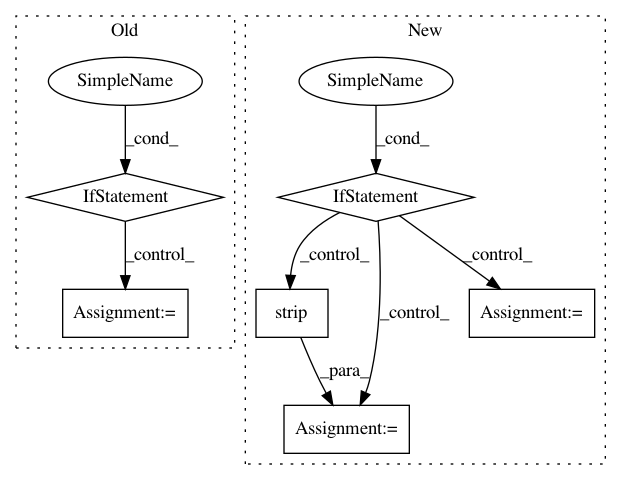 Old
New
SimpleName
SimpleName
_cond_
_cond_
IfStatement
IfStatement
_control_
_control_
_control_
_control_
Assignment:=
strip
Assignment:=
_para_
Assignment:=